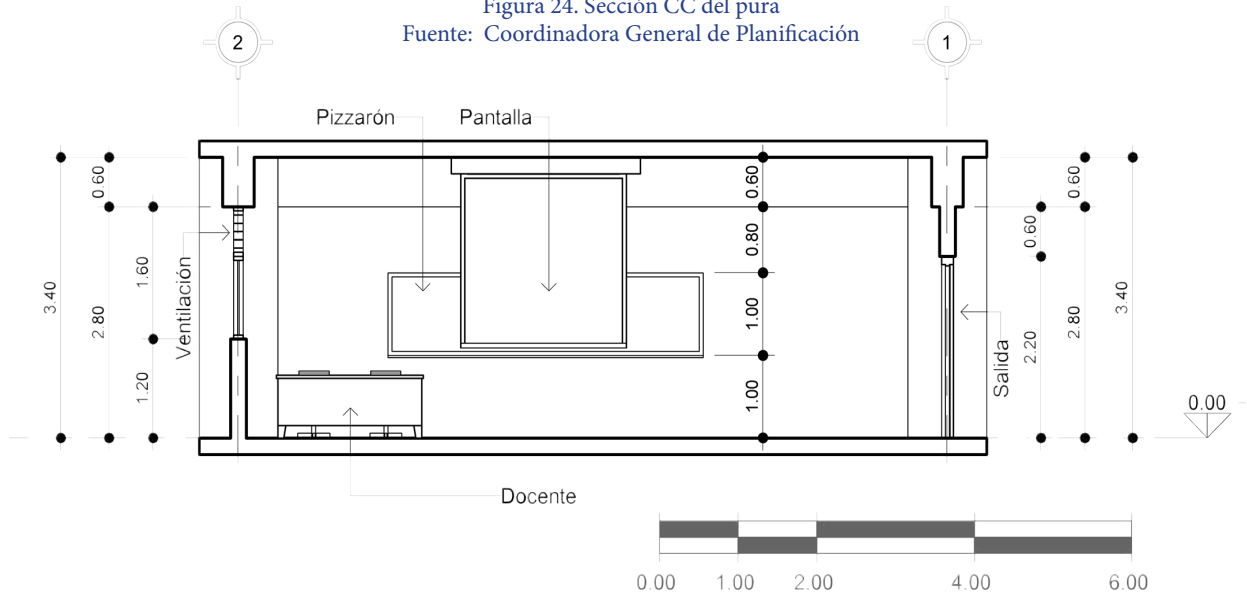 Figura 24. Sección CC del pura
Fuente: Coordinadora General de Planificación
2
1
Pizzarón
Pantalla
0.60
0.60
0.60
0.80
0.60
Ventilación
1.60
3.40
2.80
1.00
2.20
2.80
3.40
Salida
1.20
1.00
0.00
Docente
0.00 1.00 2.00 4.00 6.00